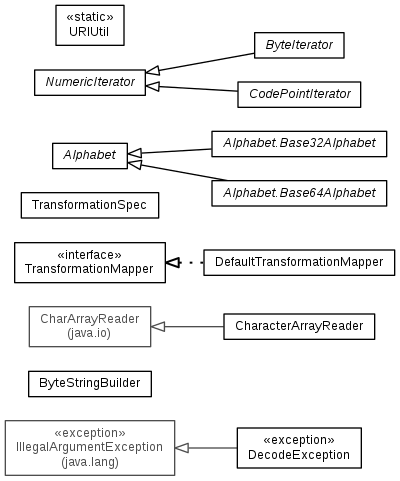 «static»
URIUtil
ByteIterator
NumericIterator
CodePointIterator
Alphabet.Base32Alphabet
Alphabet
Alphabet.Base64Alphabet
TransformationSpec
«interface»
TransformationMapper
DefaultTransformationMapper
CharArrayReader
(java.io)
CharacterArrayReader
ByteStringBuilder
«exception»
IllegalArgumentException
(java.lang)
«exception»
DecodeException